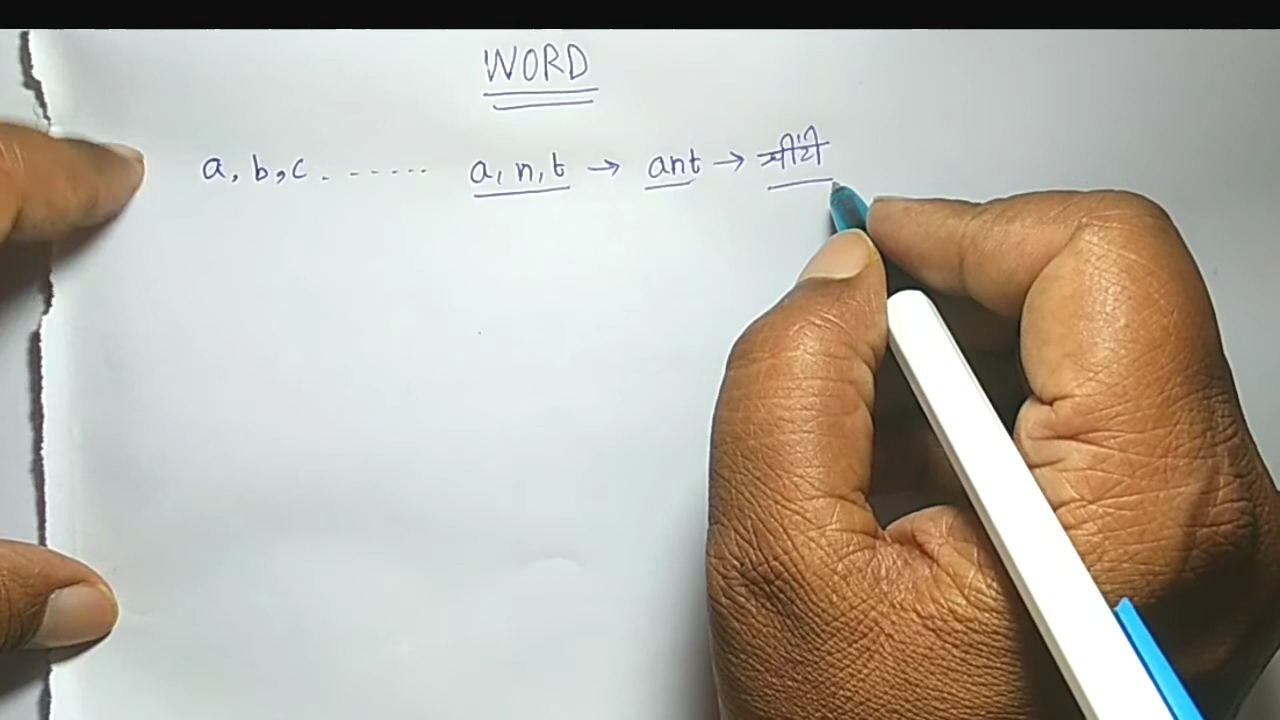 WORD
a, b, c . - - - - - - a, n, t → ant → चींटी